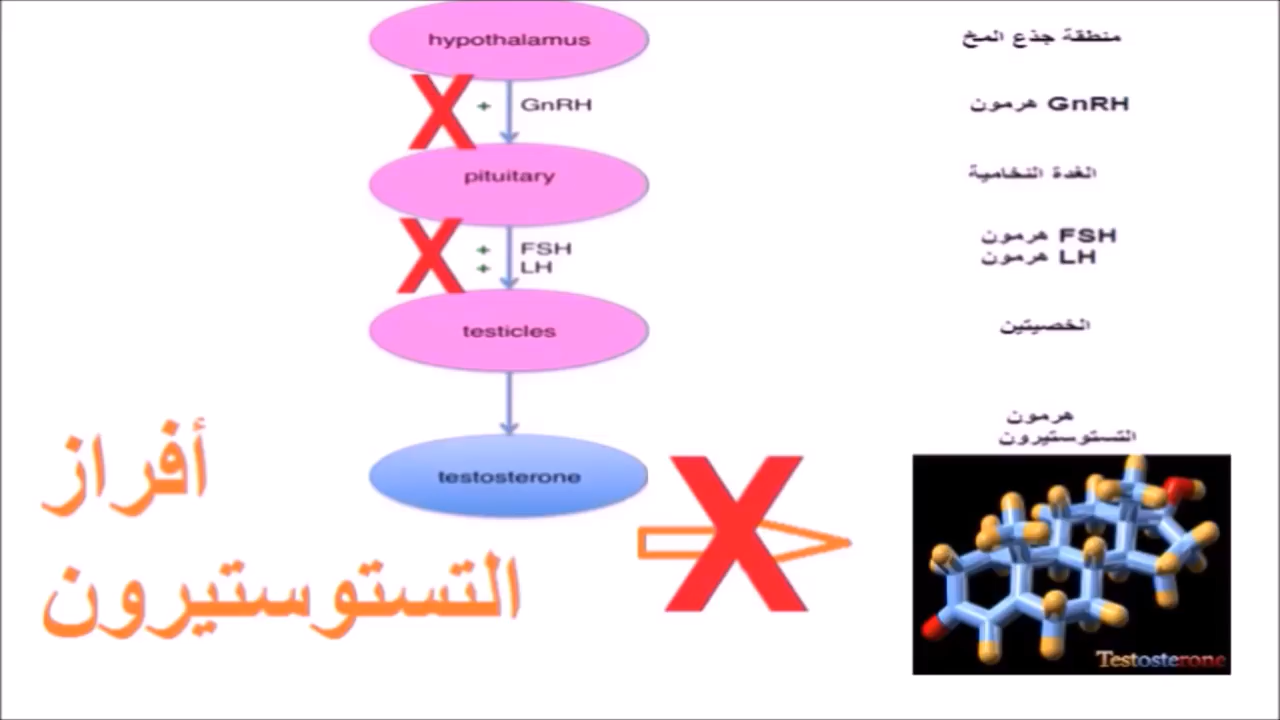 hypothalamus
منطقة جذع المخ
X
+ GnRH
هرمون GnRH
pituitary
الغدة النخامية
X
+ FSH
هرمون FSH
+ LH
هرمون LH
testicles
الخصيتين
هرمون
التستوستيرون
testosterone
أفراز
التستوستيرون
X
Testosterone